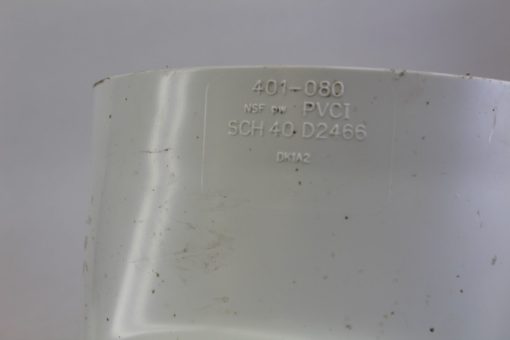 401-080
NSF pw PVCI
SCH 40 D2466
DK1A2